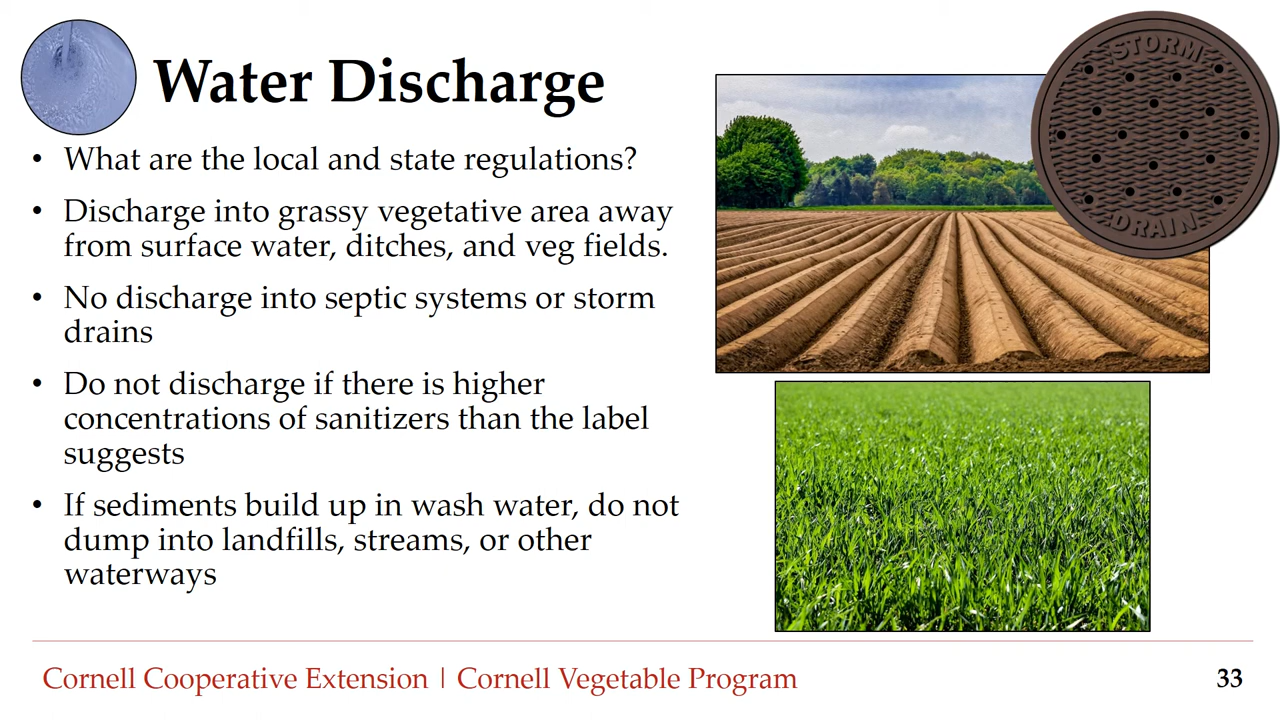 Water Discharge
• What are the local and state regulations?
• Discharge into grassy vegetative area away
from surface water, ditches, and veg fields.
• No discharge into septic systems or storm
drains
• Do not discharge if there is higher
concentrations of sanitizers than the label
suggests
• If sediments build up in wash water, do not
dump into landfills, streams, or other
waterways
STORM
DRAIN
Cornell Cooperative Extension | Cornell Vegetable Program
33